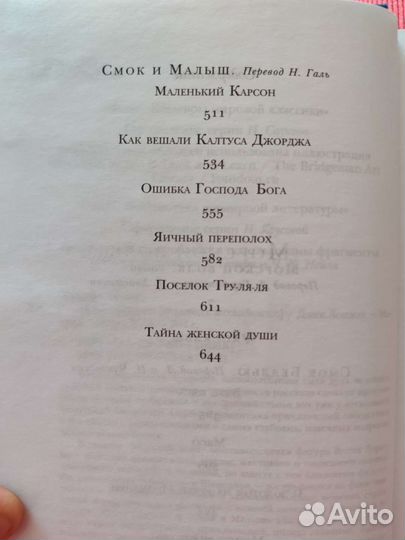 Смок и Малыш. Перевод Н. Галь
Маленький Карсон
511
Как вешали Калтуса Джорджа
534
Ошибка Господа Бога
555
Яичный переполох
582
Поселок Тру-ля-ля
611
Тайна женской души
644
Avito